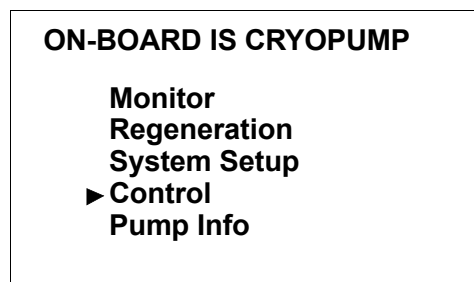 ON-BOARD IS CRYOPUMP
Monitor
Regeneration
System Setup
Control
Pump Info